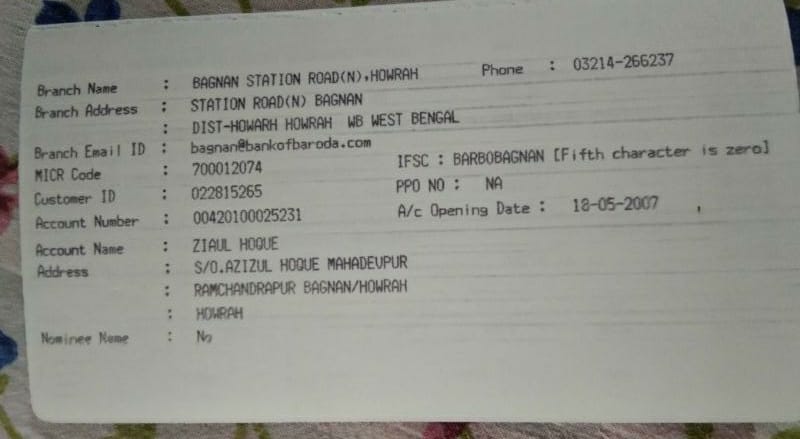 Branch Name : BAGNAN STATION ROAD(N),HOWRAH Phone : 03214-266237
Branch Address : STATION ROAD(N) BAGNAN
: DIST-HOWARH HOWRAH WB WEST BENGAL
Branch Email ID : bagnan@bankofbaroda.com
MICR Code : 700012074 IFSC : BARBOBAGNAN [Fifth character is zero]
Customer ID : 022815265 PPO NO : NA
Account Number : 00420100025231 A/c Opening Date : 18-05-2007
Account Name : ZIAUL HOQUE
Address : S/O.AZIZUL HOQUE MAHADEVPUR
: RAMCHANDRAPUR BAGNAN/HOWRAH
: HOWRAH
Nominee Name : No